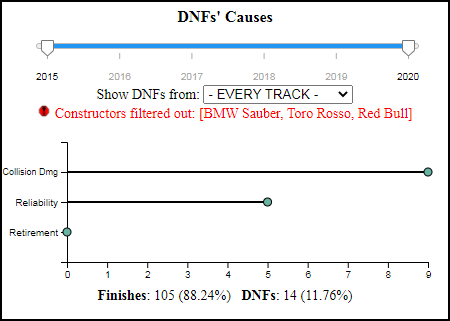 DNFs' Causes
2015 2016 2017 2018 2019 2020
Show DNFs from: - EVERY TRACK -
Constructors filtered out: [BMW Sauber, Toro Rosso, Red Bull]
Collision Dmg
Reliability
Retirement
0 1 2 3 4 5 6 7 8 9
Finishes: 105 (88.24%) DNFs: 14 (11.76%)